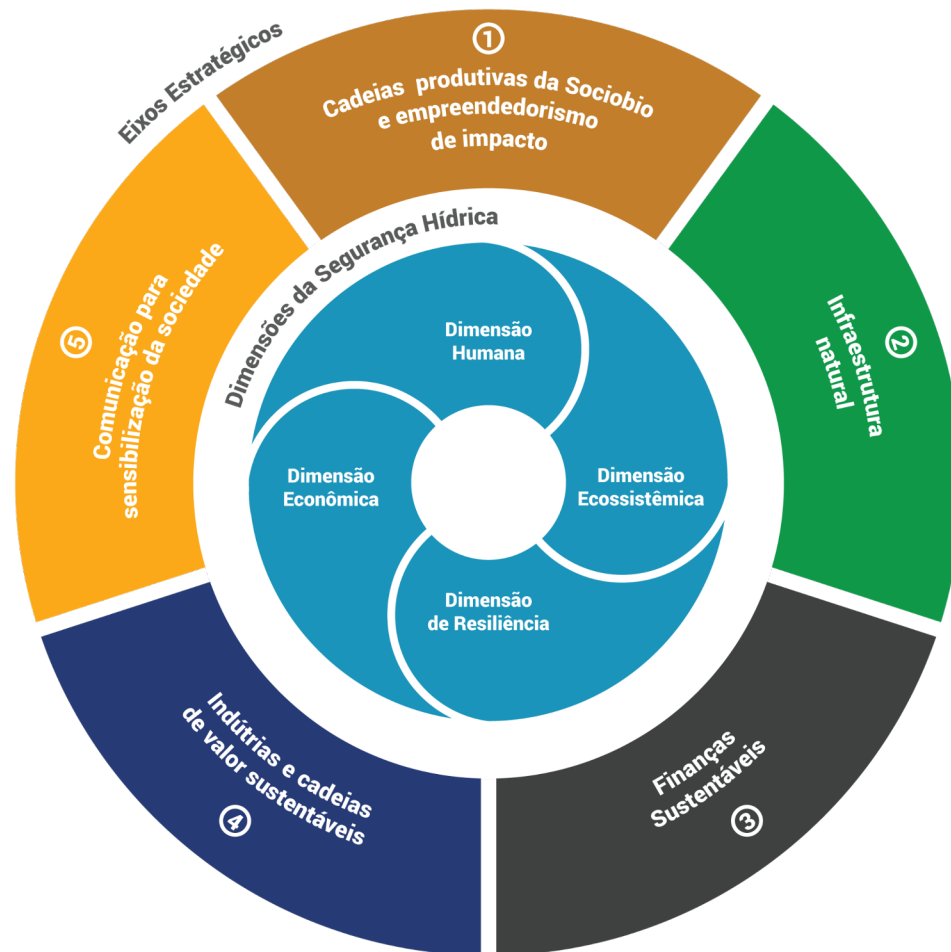 Eixos Estratégicos
1
Cadeias produtivas da Sociobio
e empreendedorismo
de impacto
2
Infraestrutura
natural
3
Finanças
Sustentáveis
4
Indútrias e cadeias
de valor sustentáveis
5
Comunicação para
sensibilização da sociedade
Dimensões da Segurança Hídrica
Dimensão
Humana
Dimensão
Ecossistêmica
Dimensão
de Resiliência
Dimensão
Econômica